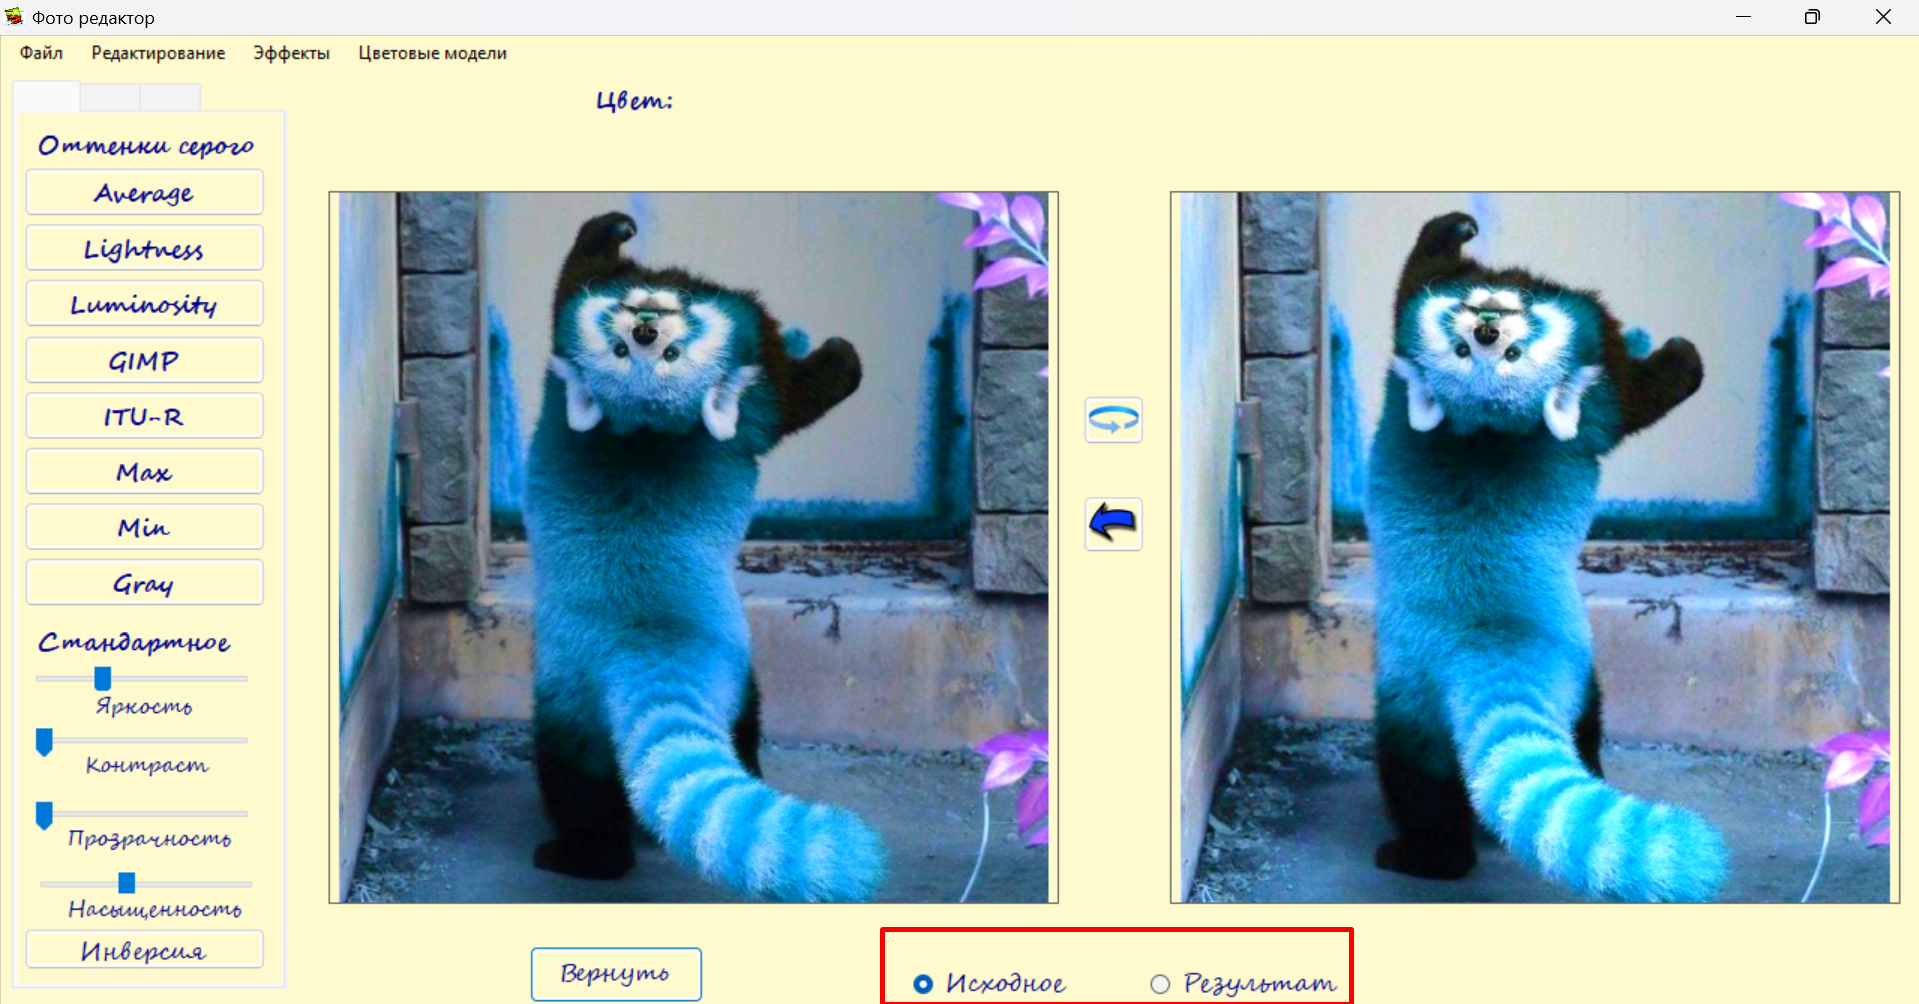 Фото редактор
Файл Редактирование Эффекты Цветовые модели
Цвет:
Оттенки серого
Average
Lightness
Luminosity
GIMP
ITU-R
Max
Min
Gray
Стандартное
Яркость
Контраст
Прозрачность
Насыщенность
Инверсия
Вернуть
Исходное Результат